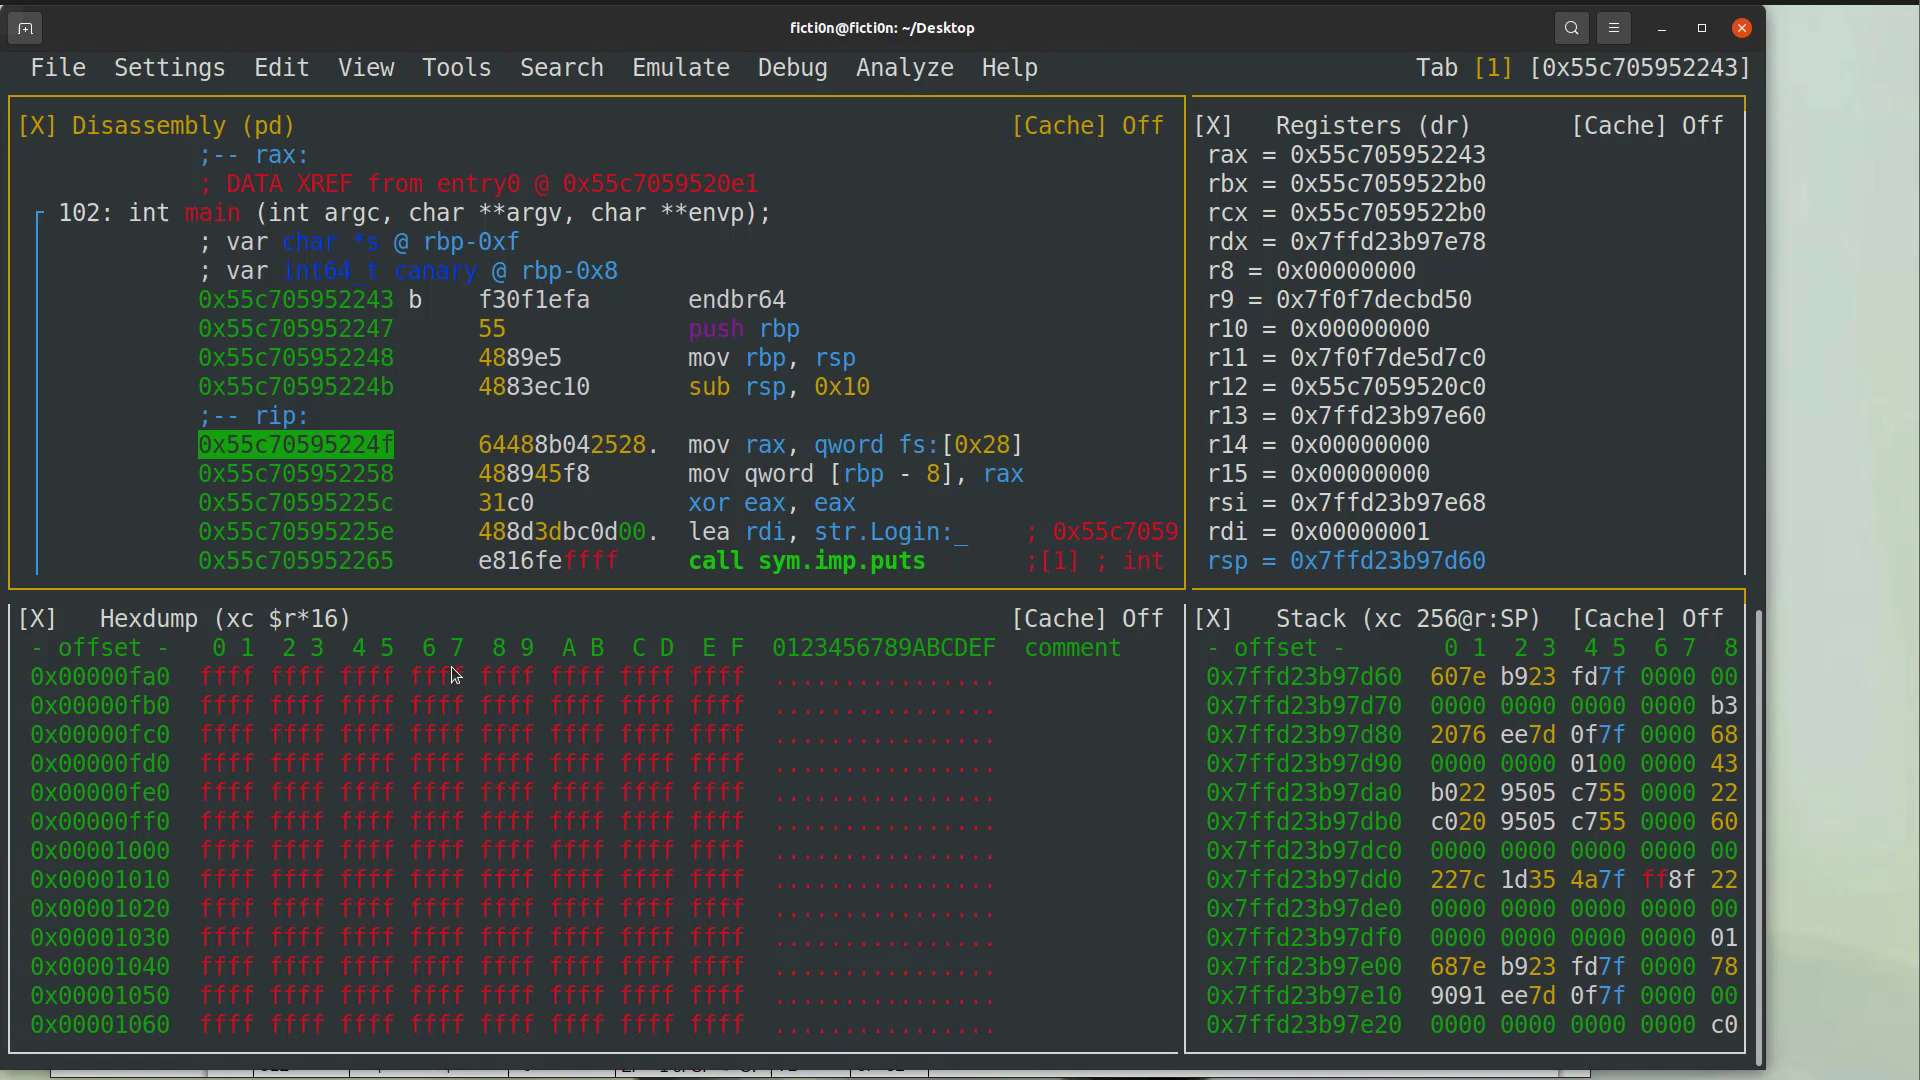 ficti0n@ficti0n: ~/Desktop
File Settings Edit View Tools Search Emulate Debug Analyze Help Tab [1] [0x55c705952243]
[X] Disassembly (pd) [Cache] Off
;-- rax:
; DATA XREF from entry0 @ 0x55c7059520e1
102: int main (int argc, char **argv, char **envp);
; var char *s @ rbp-0xf
; var int64_t canary @ rbp-0x8
0x55c705952243 b f30f1efa endbr64
0x55c705952247 55 push rbp
0x55c705952248 4889e5 mov rbp, rsp
0x55c70595224b 4883ec10 sub rsp, 0x10
;-- rip:
0x55c70595224f 64488b042528. mov rax, qword fs:[0x28]
0x55c705952258 488945f8 mov qword [rbp - 8], rax
0x55c70595225c 31c0 xor eax, eax
0x55c70595225e 488d3dbc0d00. lea rdi, str.Login:_ ; 0x55c7059
0x55c705952265 e816feffff call sym.imp.puts ;[1] ; int
[X] Registers (dr) [Cache] Off
rax = 0x55c705952243
rbx = 0x55c7059522b0
rcx = 0x55c7059522b0
rdx = 0x7ffd23b97e78
r8 = 0x00000000
r9 = 0x7f0f7decbd50
r10 = 0x00000000
r11 = 0x7f0f7de5d7c0
r12 = 0x55c7059520c0
r13 = 0x7ffd23b97e60
r14 = 0x00000000
r15 = 0x00000000
rsi = 0x7ffd23b97e68
rdi = 0x00000001
rsp = 0x7ffd23b97d60
[X] Hexdump (xc $r*16) [Cache] Off
- offset - 0 1 2 3 4 5 6 7 8 9 A B C D E F 0123456789ABCDEF comment
0x00000fa0 ffff ffff ffff ffff ffff ffff ffff ffff ................
0x00000fb0 ffff ffff ffff ffff ffff ffff ffff ffff ................
0x00000fc0 ffff ffff ffff ffff ffff ffff ffff ffff ................
0x00000fd0 ffff ffff ffff ffff ffff ffff ffff ffff ................
0x00000fe0 ffff ffff ffff ffff ffff ffff ffff ffff ................
0x00000ff0 ffff ffff ffff ffff ffff ffff ffff ffff ................
0x00001000 ffff ffff ffff ffff ffff ffff ffff ffff ................
0x00001010 ffff ffff ffff ffff ffff ffff ffff ffff ................
0x00001020 ffff ffff ffff ffff ffff ffff ffff ffff ................
0x00001030 ffff ffff ffff ffff ffff ffff ffff ffff ................
0x00001040 ffff ffff ffff ffff ffff ffff ffff ffff ................
0x00001050 ffff ffff ffff ffff ffff ffff ffff ffff ................
0x00001060 ffff ffff ffff ffff ffff ffff ffff ffff ................
[X] Stack (xc 256@r:SP) [Cache] Off
- offset - 0 1 2 3 4 5 6 7 8
0x7ffd23b97d60 607e b923 fd7f 0000 00
0x7ffd23b97d70 0000 0000 0000 0000 b3
0x7ffd23b97d80 2076 ee7d 0f7f 0000 68
0x7ffd23b97d90 0000 0000 0100 0000 43
0x7ffd23b97da0 b022 9505 c755 0000 22
0x7ffd23b97db0 c020 9505 c755 0000 60
0x7ffd23b97dc0 0000 0000 0000 0000 00
0x7ffd23b97dd0 227c 1d35 4a7f ff8f 22
0x7ffd23b97de0 0000 0000 0000 0000 00
0x7ffd23b97df0 0000 0000 0000 0000 01
0x7ffd23b97e00 687e b923 fd7f 0000 78
0x7ffd23b97e10 9091 ee7d 0f7f 0000 00
0x7ffd23b97e20 0000 0000 0000 0000 c0